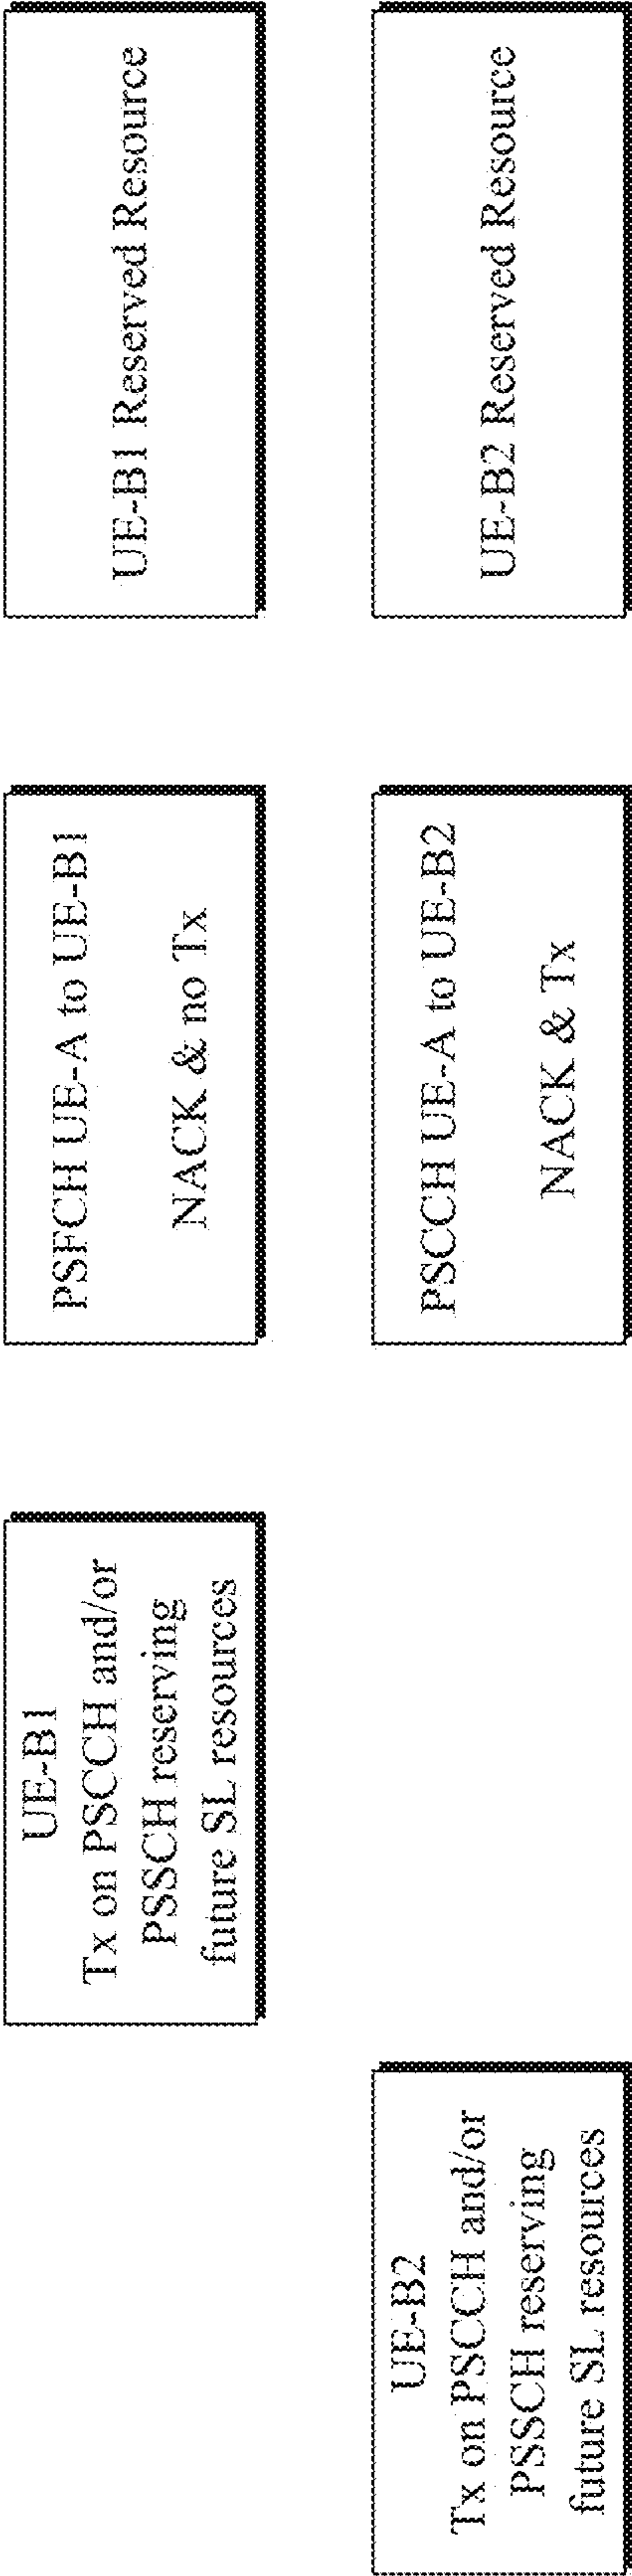 UE-B1
Tx on PSCCH and/or
PSSCH reserving
future SL resources
PSFCH UE-A to UE-B1
NACK & no Tx
UE-B1 Reserved Resource
UE-B2
Tx on PSCCH and/or
PSSCH reserving
future SL resources
PSCCH UE-A to UE-B2
NACK & Tx
UE-B2 Reserved Resource